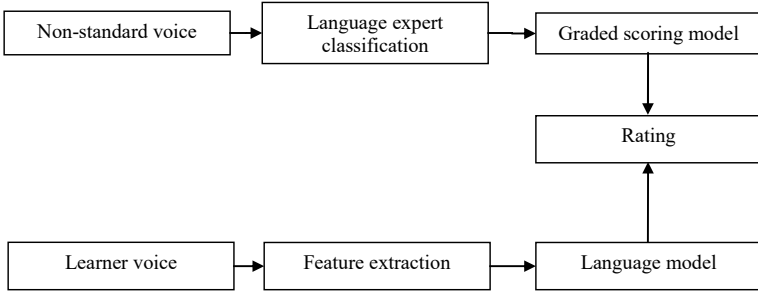 Non-standard voice
Language expert
classification
Graded scoring model
Rating
Learner voice
Feature extraction
Language model